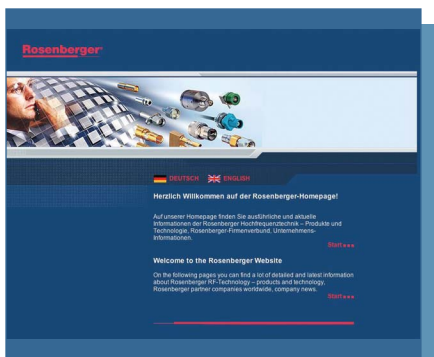 Rosenberger
DEUTSCH ENGLISH
Herzlich Willkommen auf der Rosenberger-Homepage!
Auf unserer Homepage finden Sie ausführliche und aktuelle
Informationen der Rosenberger Hochfrequenztechnik – Produkte und
Technologie, Rosenberger-Firmenverbund, Unternehmens-
Informationen.
Start
Welcome to the Rosenberger Website
On the following pages you can find a lot of detailed and latest information
about Rosenberger RF-Technology – products and technology,
Rosenberger partner companies worldwide, company news.
Start